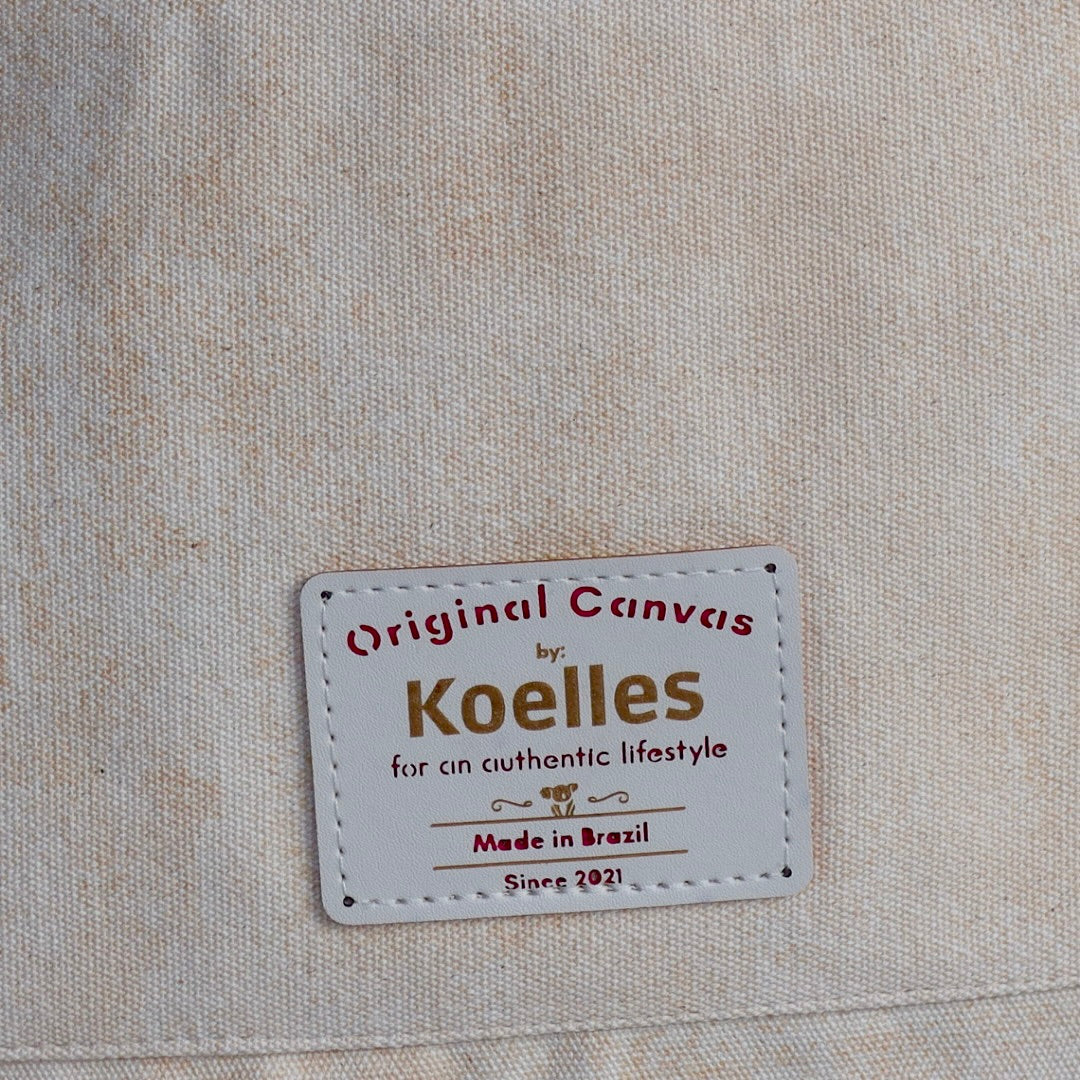 Original Canvas
by:
Koelles
for an authentic lifestyle
Made in Brazil
Since 2021